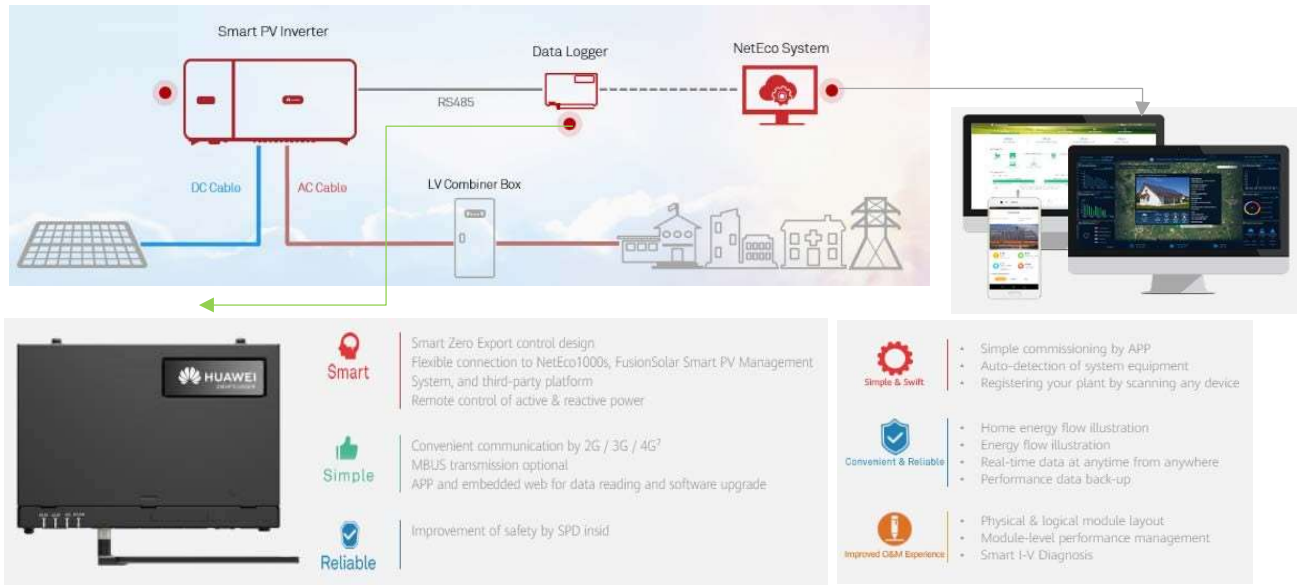 Smart PV Inverter
Data Logger
NetEco System
RS485
DC Cable
AC Cable
LV Combiner Box
HUAWEI
Smart
Smart Zero Export control design
Flexible connection to NetEco1000s, FusionSolar Smart PV Management
System, and third-party platform
Remote control of active & reactive power
Simple
Convenient communication by 2G / 3G / 4G²
MBUS transmission optional
APP and embedded web for data reading and software upgrade
Reliable
Improvement of safety by SPD insid
Simple & Swift
• Simple commissioning by APP
• Auto-detection of system equipment
• Registering your plant by scanning any device
Convenient & Reliable
• Home energy flow illustration
• Energy flow illustration
• Real-time data at anytime from anywhere
• Performance data back-up
Improved O&M Experience
• Physical & logical module layout
• Module-level performance management
• Smart I-V Diagnosis